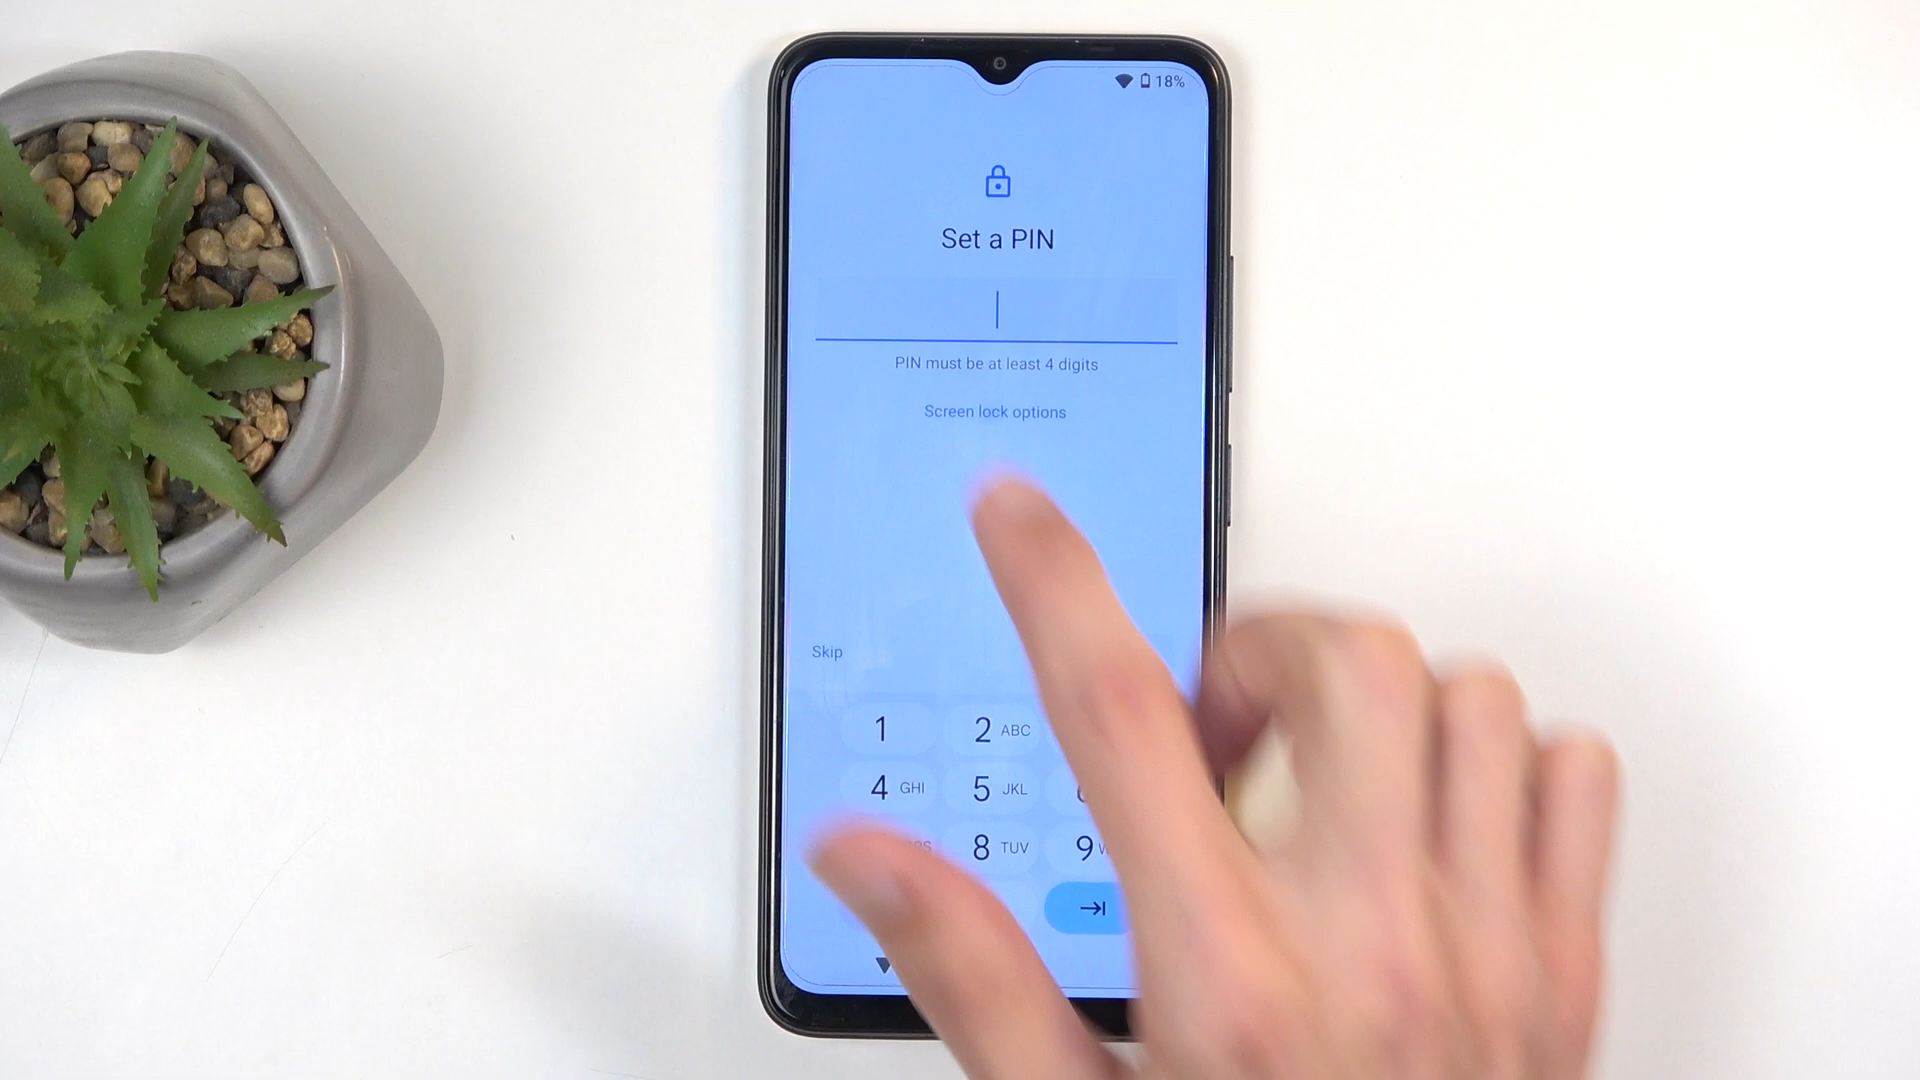 18%
Set a PIN
PIN must be at least 4 digits
Screen lock options
Skip
1 2 ABC
4 GHI 5 JKL
8 TUV 9